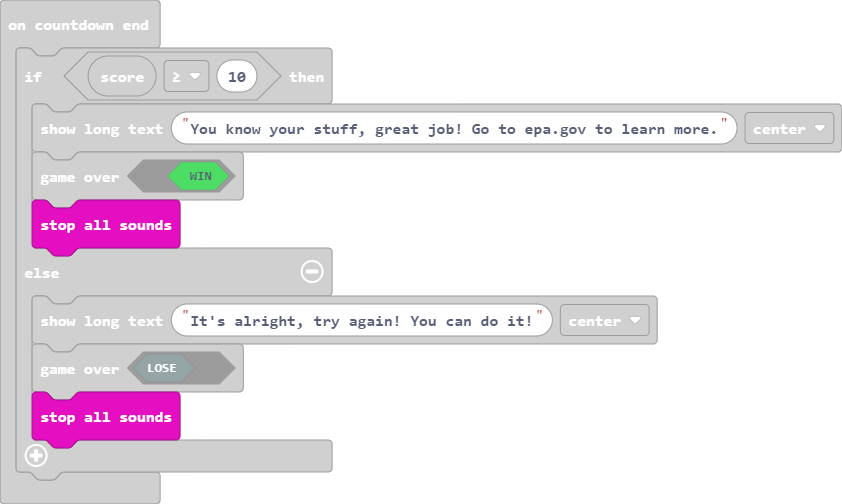 on countdown end
if score ≥ 10 then
show long text "You know your stuff, great job! Go to epa.gov to learn more." center
game over WIN
stop all sounds
else
show long text "It's alright, try again! You can do it!" center
game over LOSE
stop all sounds